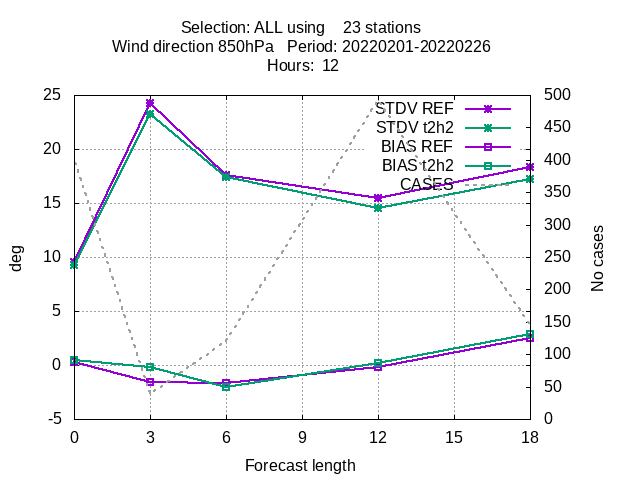 Selection: ALL using 23 stations
Wind direction 850hPa Period: 20220201-20220226
Hours: 12
STDV REF
STDV t2h2
BIAS REF
BIAS t2h2
CASES
deg
25
20
15
10
5
0
-5
500
450
400
350
300
250
200
150
100
50
0
No cases
0 3 6 9 12 15 18
Forecast length